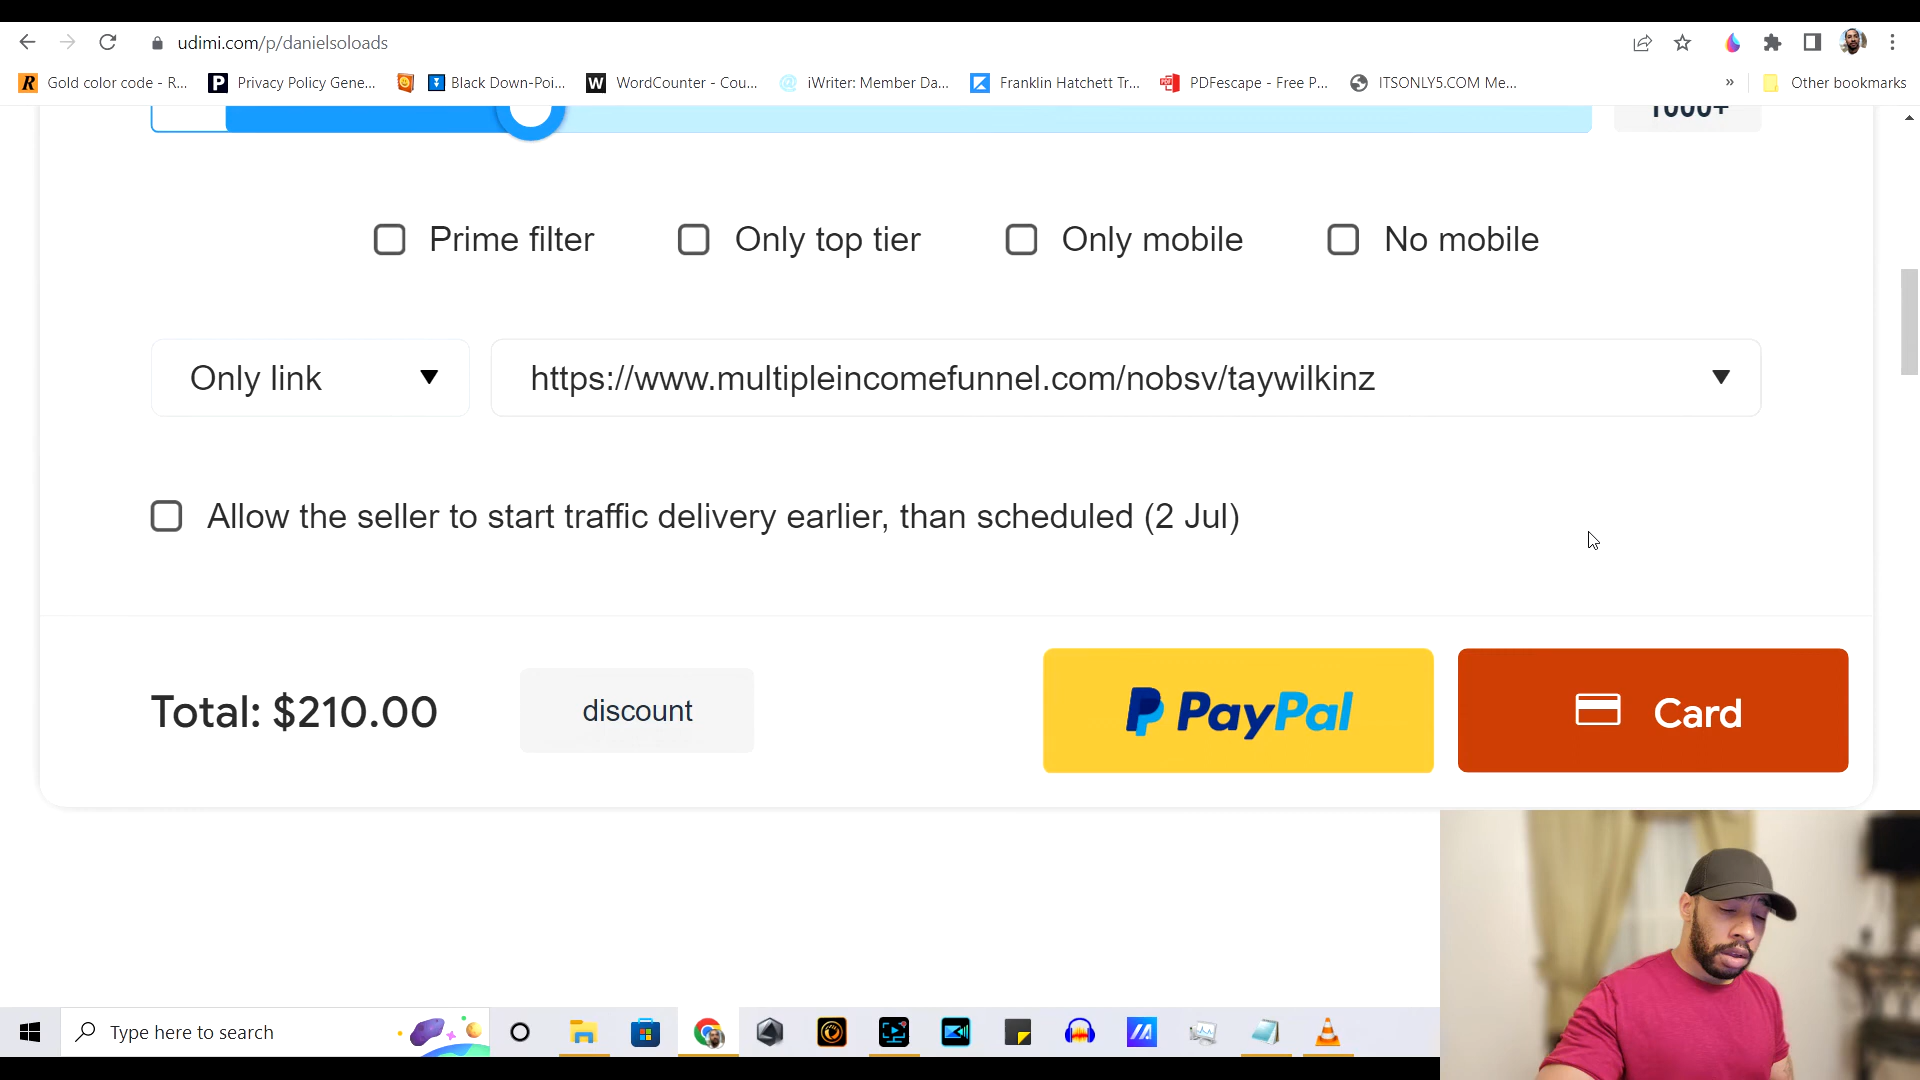 udimi.com/p/danielsoloads
Gold color code - R...
Privacy Policy Gene...
Black Down-Poi...
WordCounter - Cou...
iWriter: Member Da...
Franklin Hatchett Tr...
PDFescape - Free P...
ITSONLY5.COM Me...
»
Other bookmarks
1000+
Prime filter
Only top tier
Only mobile
No mobile
Only link
https://www.multipleincomefunnel.com/nobsv/taywilkinz
Allow the seller to start traffic delivery earlier, than scheduled (2 Jul)
Total: $210.00
discount
PayPal
Card
Type here to search